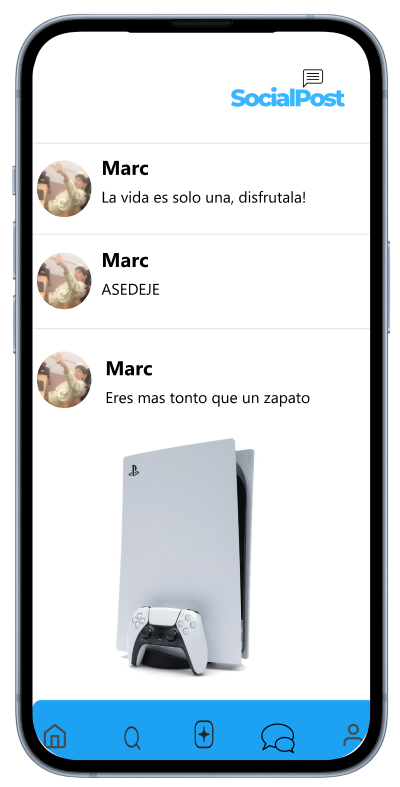 SocialPost
Marc
La vida es solo una, disfrutala!
Marc
ASEDEJE
Marc
Eres mas tonto que un zapato